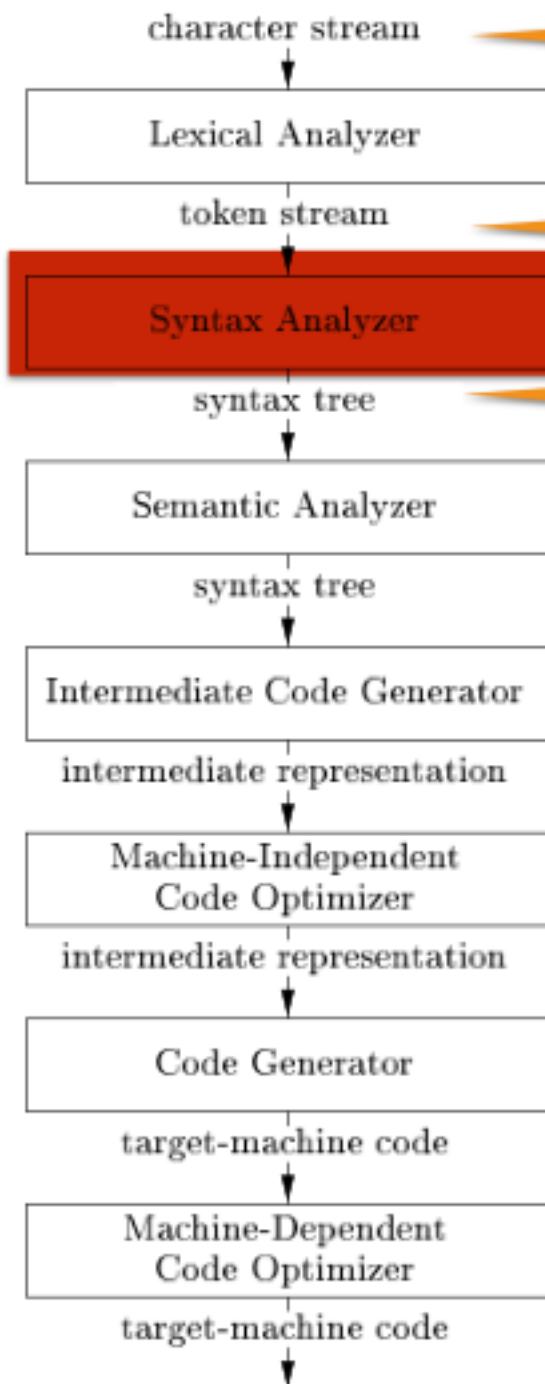 character stream
Lexical Analyzer
token stream
Syntax Analyzer
syntax tree
Semantic Analyzer
syntax tree
Intermediate Code Generator
intermediate representation
Machine-Independent
Code Optimizer
intermediate representation
Code Generator
target-machine code
Machine-Dependent
Code Optimizer
target-machine code